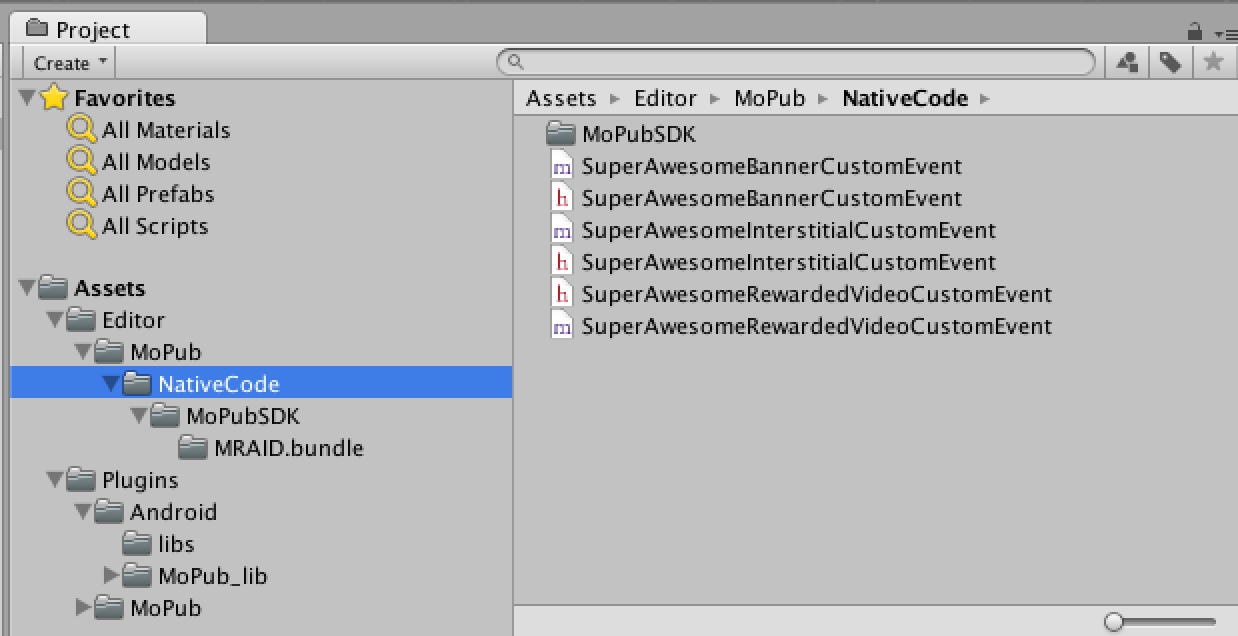 Project
Create
Favorites
All Materials
All Models
All Prefabs
All Scripts
Assets
Editor
MoPub
NativeCode
MoPubSDK
MRAID.bundle
Plugins
Android
libs
MoPub_lib
MoPub
Assets Editor MoPub NativeCode
MoPubSDK
m SuperAwesomeBannerCustomEvent
h SuperAwesomeBannerCustomEvent
m SuperAwesomeInterstitialCustomEvent
h SuperAwesomeInterstitialCustomEvent
h SuperAwesomeRewardedVideoCustomEvent
m SuperAwesomeRewardedVideoCustomEvent